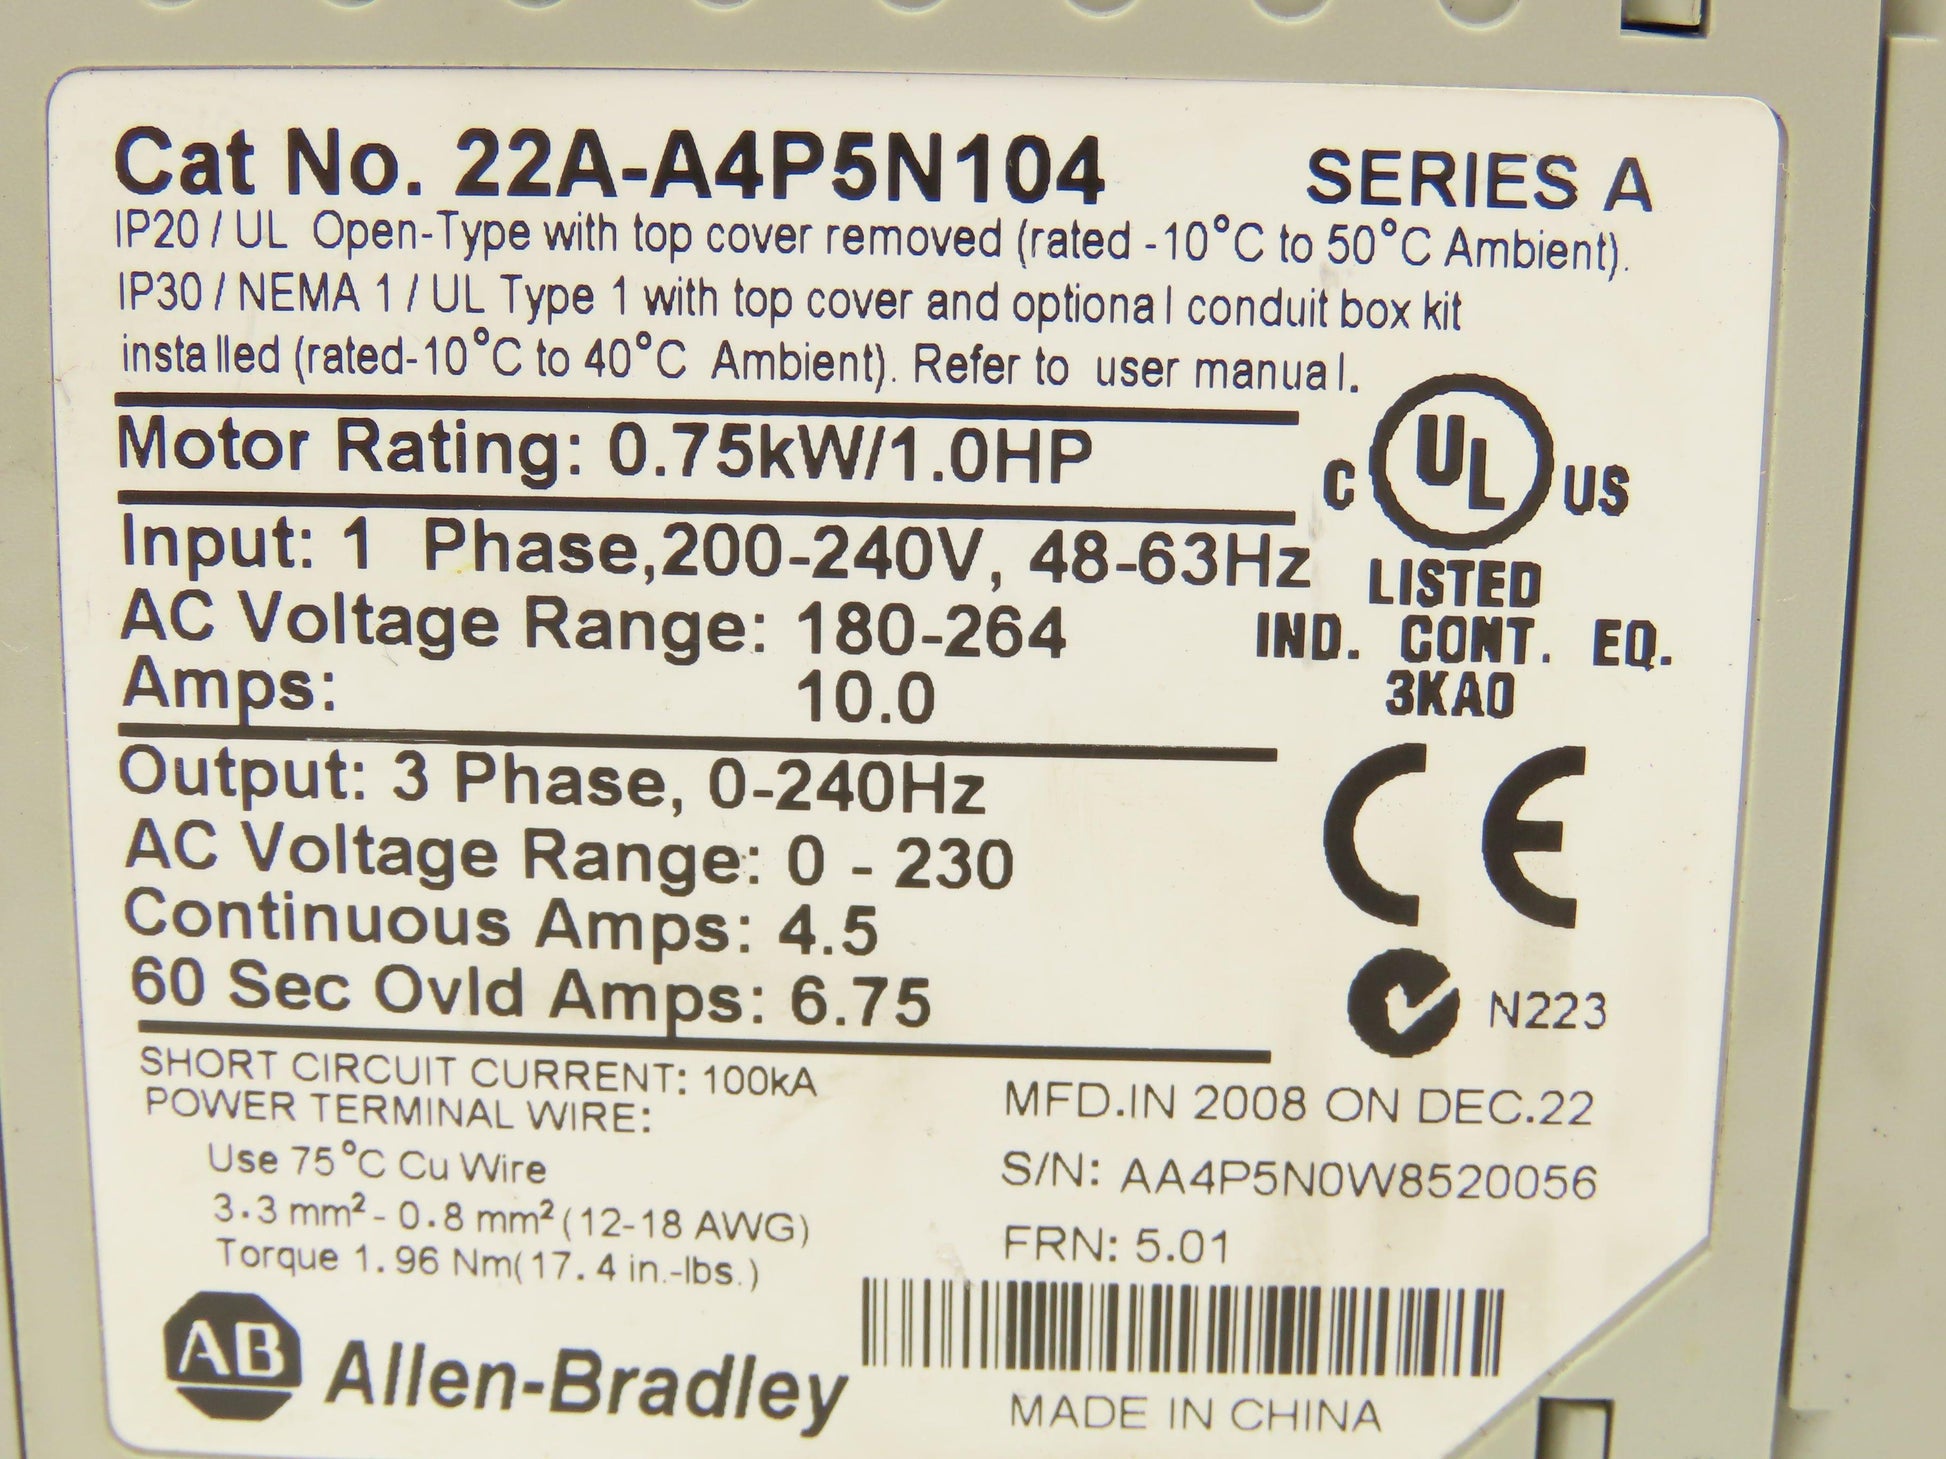 Cat No. 22A-A4P5N104 SERIES A
IP20 / UL Open-Type with top cover removed (rated -10°C to 50°C Ambient).
IP30 / NEMA 1 / UL Type 1 with top cover and optional conduit box kit
installed (rated-10°C to 40°C Ambient). Refer to user manual.
Motor Rating: 0.75kW/1.0HP
Input: 1 Phase,200-240V, 48-63Hz
AC Voltage Range: 180-264
Amps: 10.0
C UL US
LISTED
IND. CONT. EQ.
3KA0
Output: 3 Phase, 0-240Hz
AC Voltage Range: 0 - 230
Continuous Amps: 4.5
60 Sec Ovld Amps: 6.75
CE
N223
SHORT CIRCUIT CURRENT: 100kA
POWER TERMINAL WIRE:
Use 75°C Cu Wire
3.3 mm² - 0.8 mm² (12-18 AWG)
Torque 1.96 Nm(17.4 in.-lbs.)
MFD.IN 2008 ON DEC.22
S/N: AA4P5N0W8520056
FRN: 5.01
AB Allen-Bradley
MADE IN CHINA